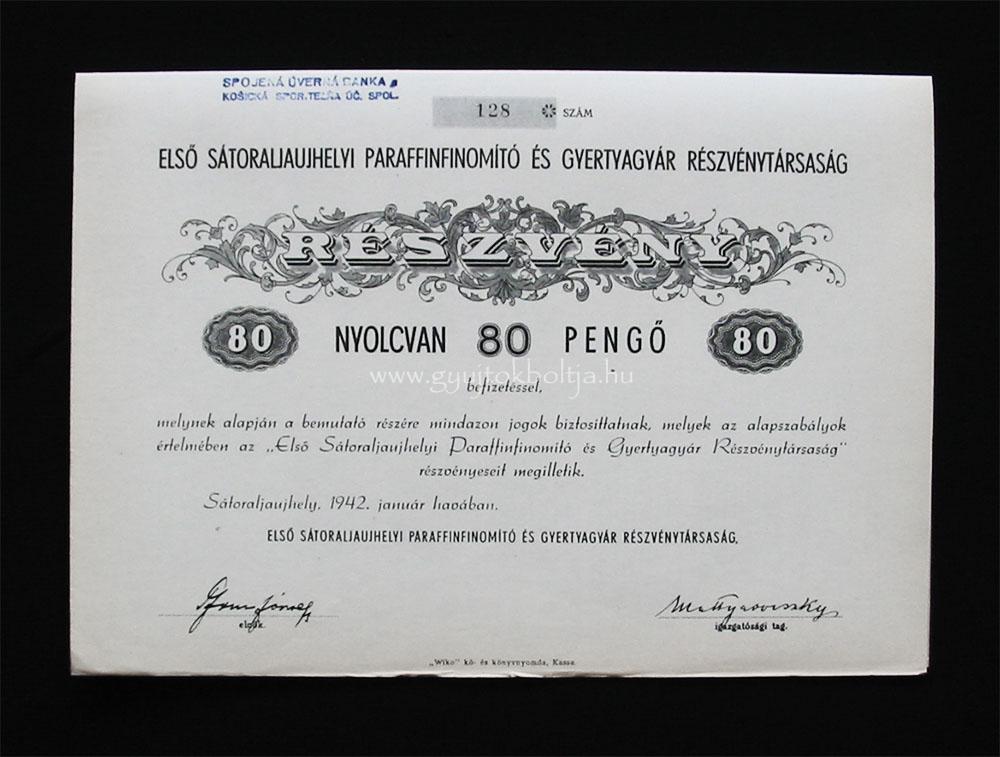 SPOJENÁ ÚVERNÁ BANKA
KOŠICKÁ SPOR.TEĽŇA ÚČ. SPOL.
128 SZÁM
ELSŐ SÁTORALJAUJHELYI PARAFFINFINOMÍTÓ ÉS GYERTYAGYÁR RÉSZVÉNYTÁRSASÁG
RÉSZVÉNY
80 NYOLCVAN 80 PENGŐ 80
www.gyujtokboltja.hu
befizetéssel,
melynek alapján a bemutató részére mindazon jogok biztosíttatnak, melyek az alapszabályok
értelmében az „Első Sátoraljaujhelyi Paraffinfinomító és Gyertyagyár Részvénytársaság"
részvényeseit megilletik.
Sátoraljaujhely, 1942. január havában.
ELSŐ SÁTORALJAUJHELYI PARAFFINFINOMÍTÓ ÉS GYERTYAGYÁR RÉSZVÉNYTÁRSASÁG.
elnök. igazgatósági tag.
„Wiko" kő- és könyvnyomda, Kassa